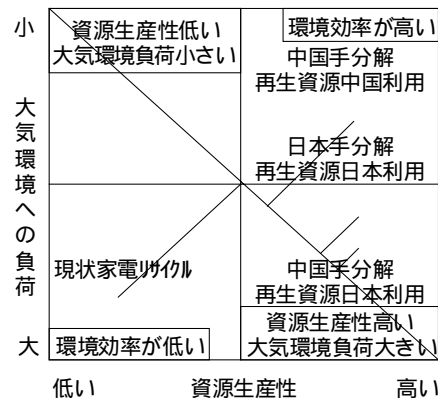 小
資源生産性低い
大気環境負荷小さい
環境効率が高い
中国手分解
再生資源中国利用
日本手分解
再生資源日本利用
大気環境への負荷
現状家電ﾘｻｲｸﾙ
中国手分解
再生資源日本利用
資源生産性高い
大気環境負荷大きい
大
環境効率が低い
低い
資源生産性
高い